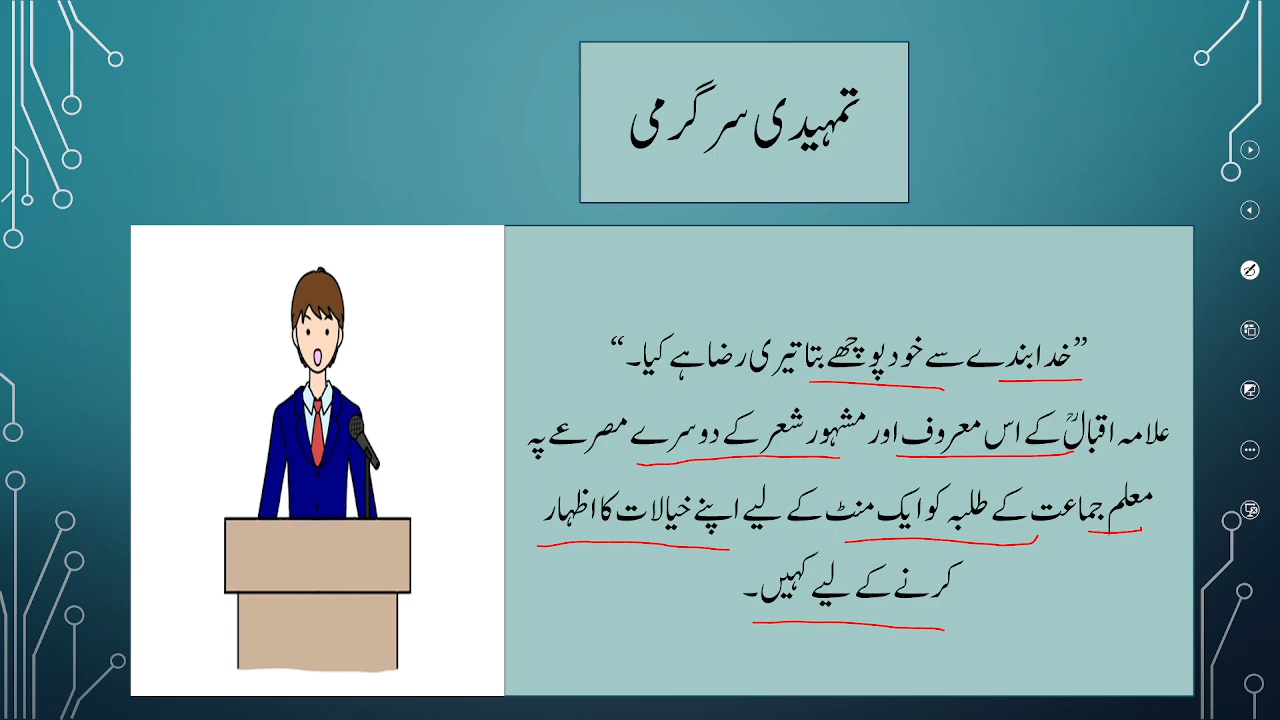 تمہیدی سرگرمی
”خدا بندے سے خود پوچھے بتا تیری رضا ہے کیا۔“
علامہ اقبالؒ کے اس معروف اور مشہور شعر کے دوسرے مصرعے پہ
معلم جماعت کے طلبہ کو ایک منٹ کے لیے اپنے خیالات کا اظہار
کرنے کے لیے کہیں۔